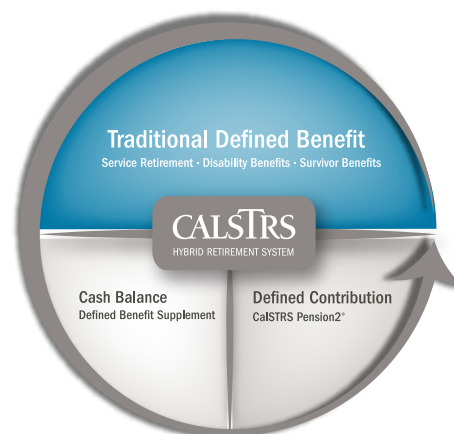 Traditional Defined Benefit
Service Retirement · Disability Benefits · Survivor Benefits
CALSTRS
HYBRID RETIREMENT SYSTEM
Cash Balance
Defined Benefit Supplement
Defined Contribution
CalSTRS Pension2®